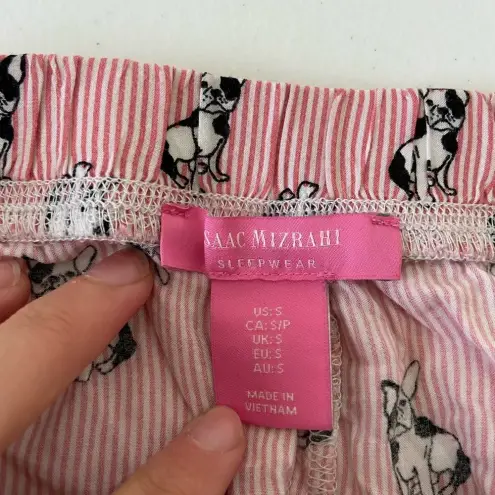 SAAC MIZRAHI
SLEEPWEAR
US: S
CA: S/P
UK: S
EU: S
AU: S
MADE IN
VIETNAM